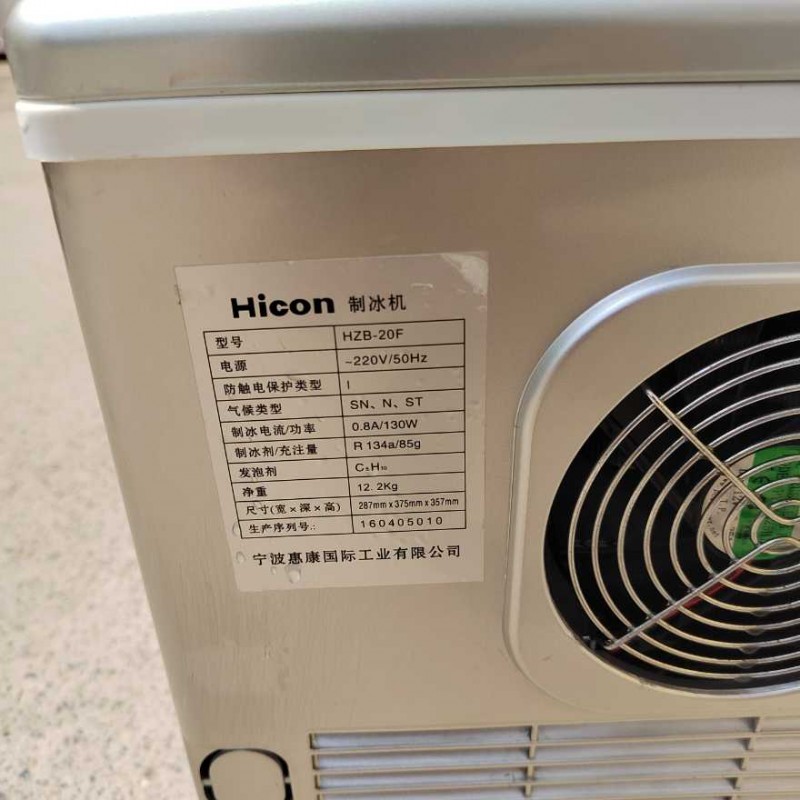 Hicon 制冰机
型号 HZB-20F
电源 ~220V/50Hz
防触电保护类型 I
气候类型 SN、N、ST
制冰电流/功率 0.8A/130W
制冰剂/充注量 R 134a/85g
发泡剂 C₅H₁₀
净重 12.2Kg
尺寸(宽×深×高) 287mm x 375mm x 357mm
生产序列号.: 160405010
宁波惠康国际工业有限公司